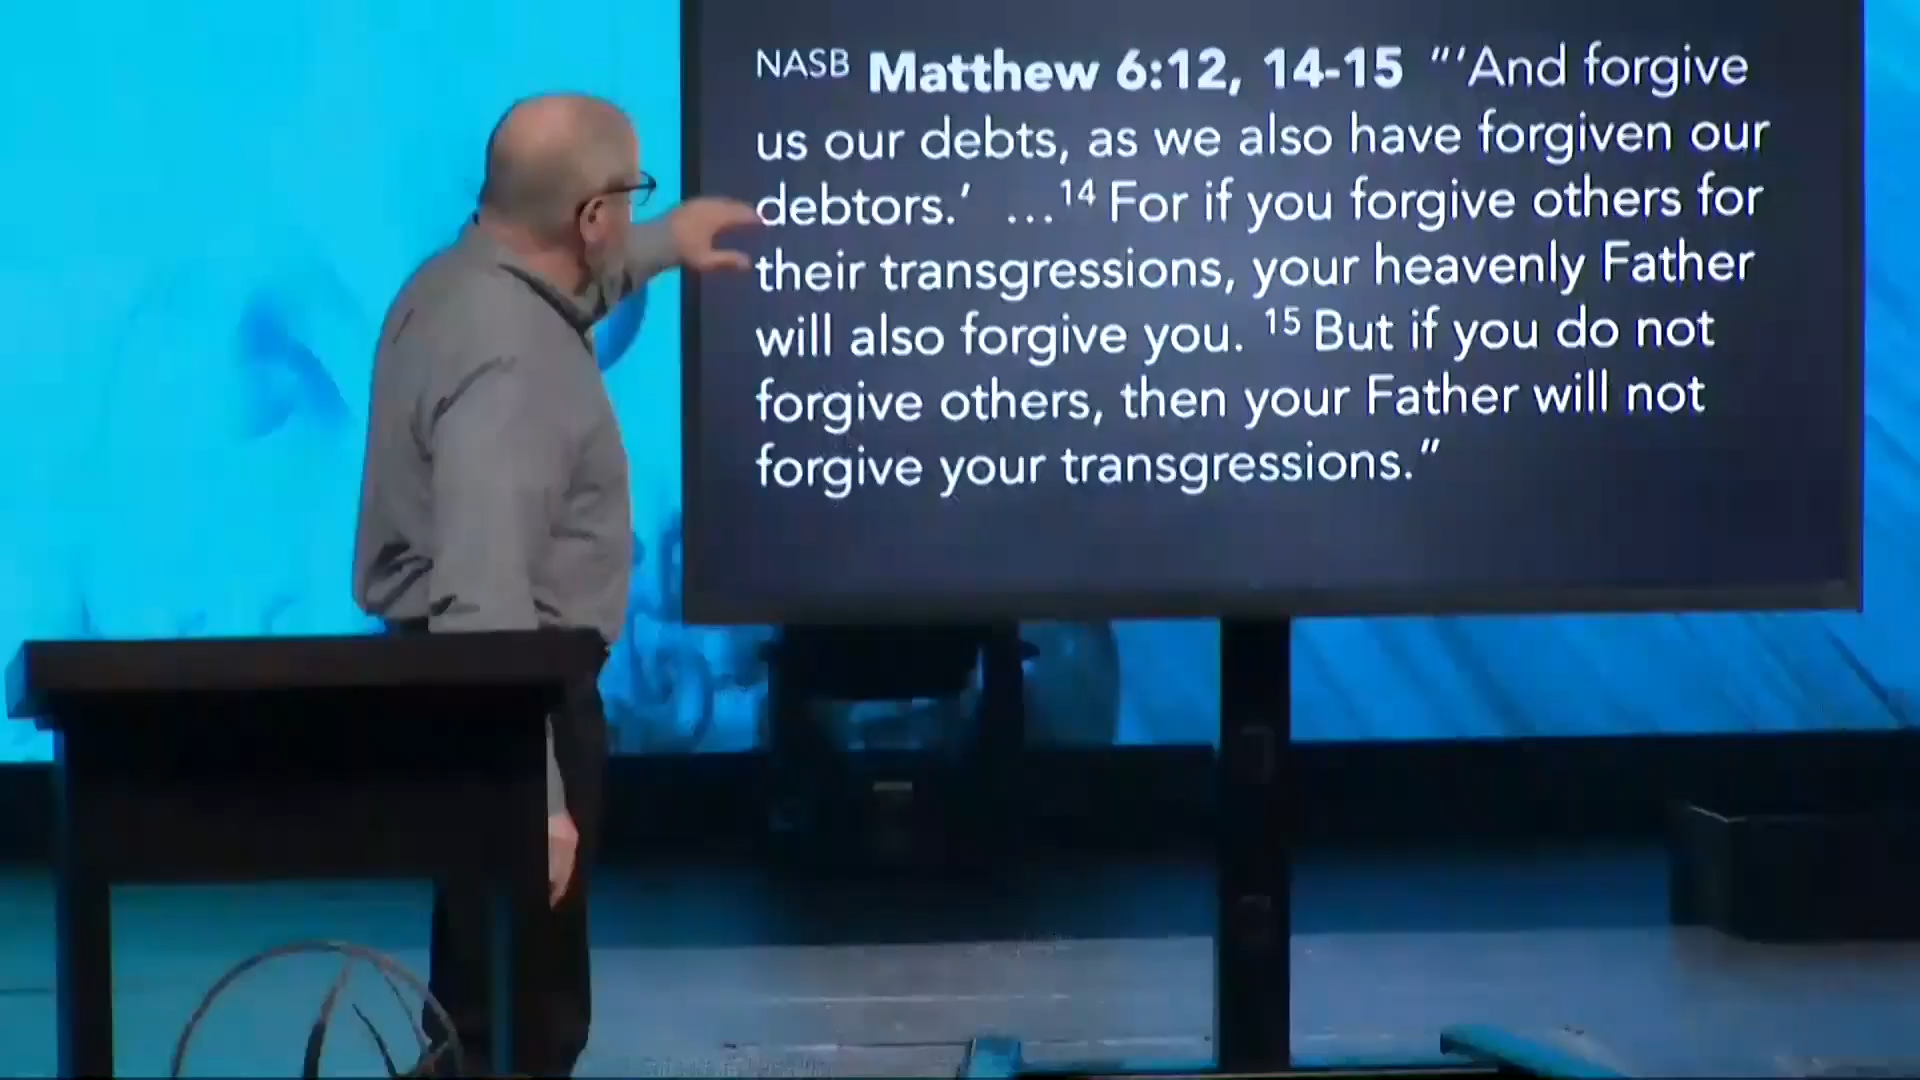 NASB Matthew 6:12, 14-15 "'And forgive
us our debts, as we also have forgiven our
debtors.' ...14 For if you forgive others for
their transgressions, your heavenly Father
will also forgive you. 15 But if you do not
forgive others, then your Father will not
forgive your transgressions."